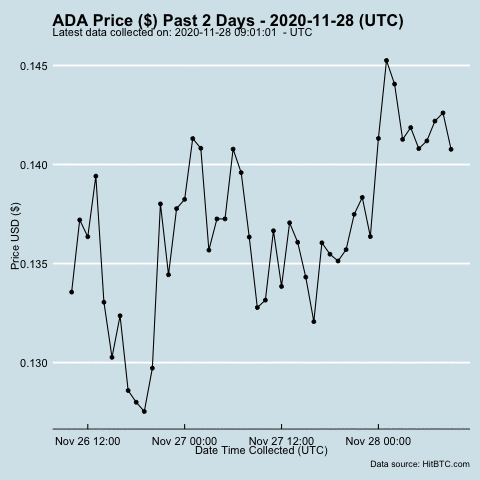 ADA Price ($) Past 2 Days - 2020-11-28 (UTC)
Latest data collected on: 2020-11-28 09:01:01  - UTC
0.145
0.140
0.135
0.130
Price USD ($)
Nov 26 12:00 Nov 27 00:00 Nov 27 12:00 Nov 28 00:00
Date Time Collected (UTC)
Data source: HitBTC.com